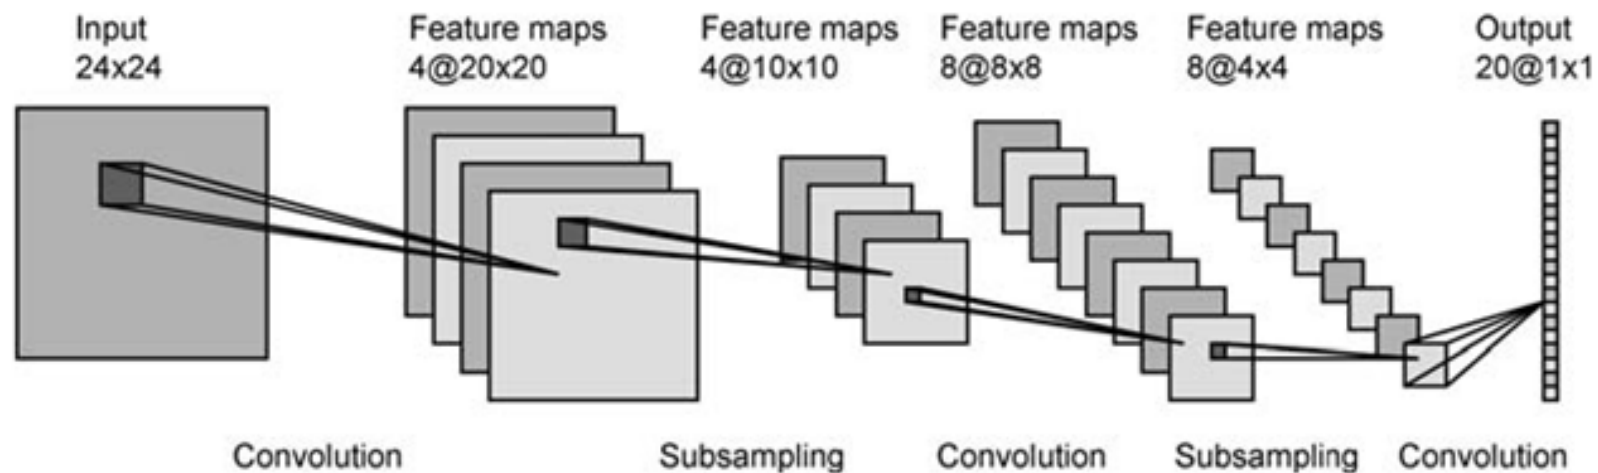 Input
24x24
Feature maps
4@20x20
Feature maps
4@10x10
Feature maps
8@8x8
Feature maps
8@4x4
Output
20@1x1
Convolution
Subsampling
Convolution
Subsampling
Convolution